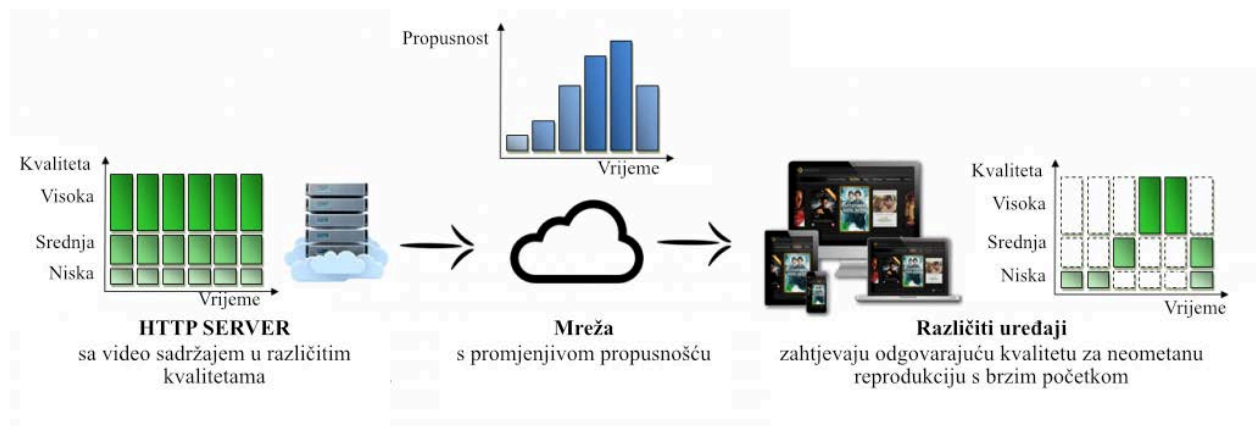 Propusnost
Vrijeme
Kvaliteta
Visoka
Srednja
Niska
Vrijeme
Kvaliteta
Visoka
Srednja
Niska
Vrijeme
HTTP SERVER
sa video sadržajem u različitim
kvalitetama
Mreža
s promjenjivom propusnošću
Različiti uređaji
zahtjevaju odgovarajuću kvalitetu za neometanu
reprodukciju s brzim početkom